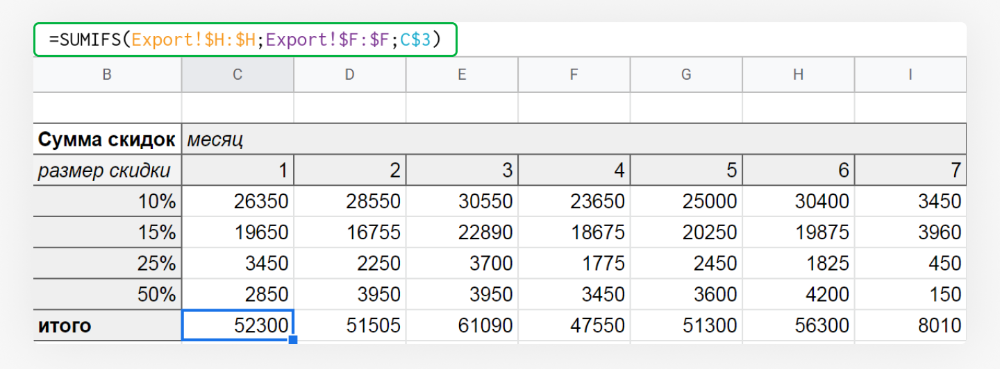 =SUMIFS(Export!$H:$H;Export!$F:$F;C$3)
B C D E F G H I
Сумма скидок месяц
размер скидки 1 2 3 4 5 6 7
10% 26350 28550 30550 23650 25000 30400 3450
15% 19650 16755 22890 18675 20250 19875 3960
25% 3450 2250 3700 1775 2450 1825 450
50% 2850 3950 3950 3450 3600 4200 150
итого 52300 51505 61090 47550 51300 56300 8010